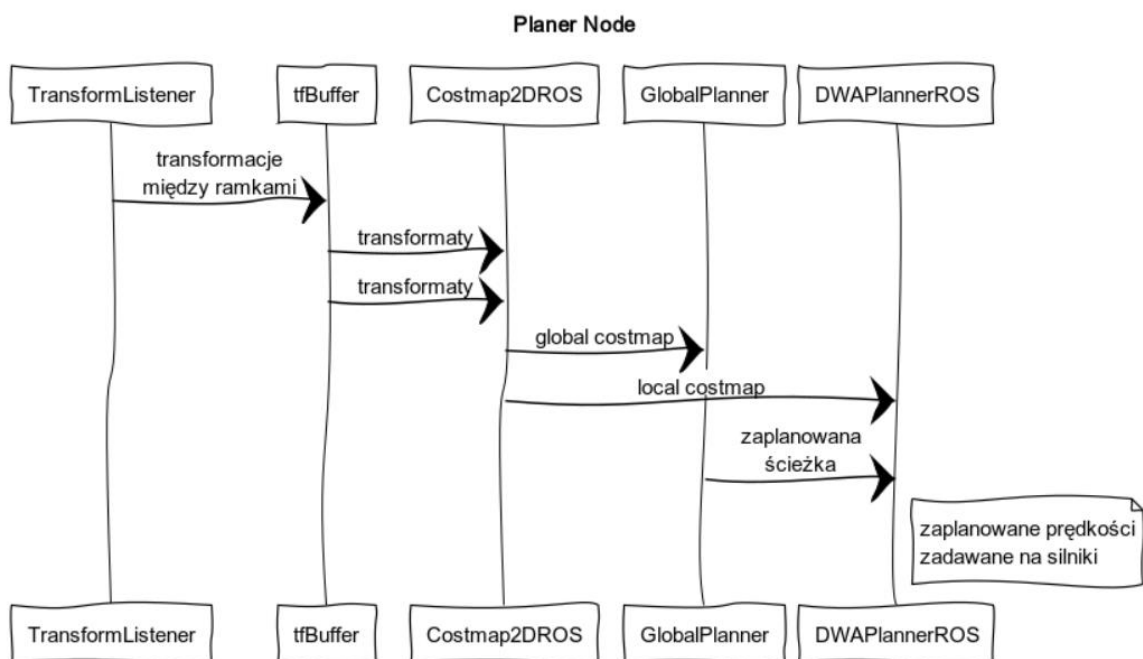 Planer Node
TransformListener
tfBuffer
Costmap2DROS
GlobalPlanner
DWAPlannerROS
transformacje
między ramkami
transformaty
transformaty
global costmap
local costmap
zaplanowana
ścieżka
zaplanowane prędkości
zadawane na silniki
TransformListener
tfBuffer
Costmap2DROS
GlobalPlanner
DWAPlannerROS